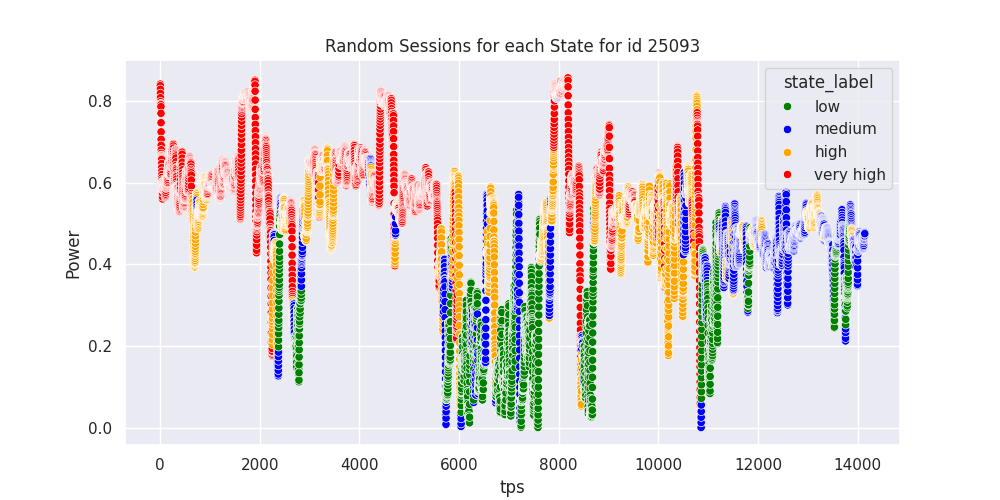 Random Sessions for each State for id 25093
state_label
low
medium
high
very high
Power
0.8
0.6
0.4
0.2
0.0
0 2000 4000 6000 8000 10000 12000 14000
tps